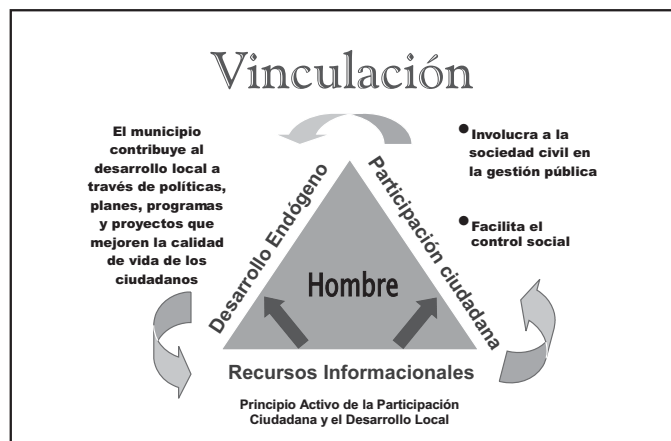 Vinculación
El municipio
contribuye al
desarrollo local a
través de políticas,
planes, programas
y proyectos que
mejoren la calidad
de vida de los
ciudadanos
Desarrollo Endógeno
Participación ciudadana
•Involucra a la
sociedad civil en
la gestión pública
•Facilita el
control social
Hombre
Recursos Informacionales
Principio Activo de la Participación
Ciudadana y el Desarrollo Local